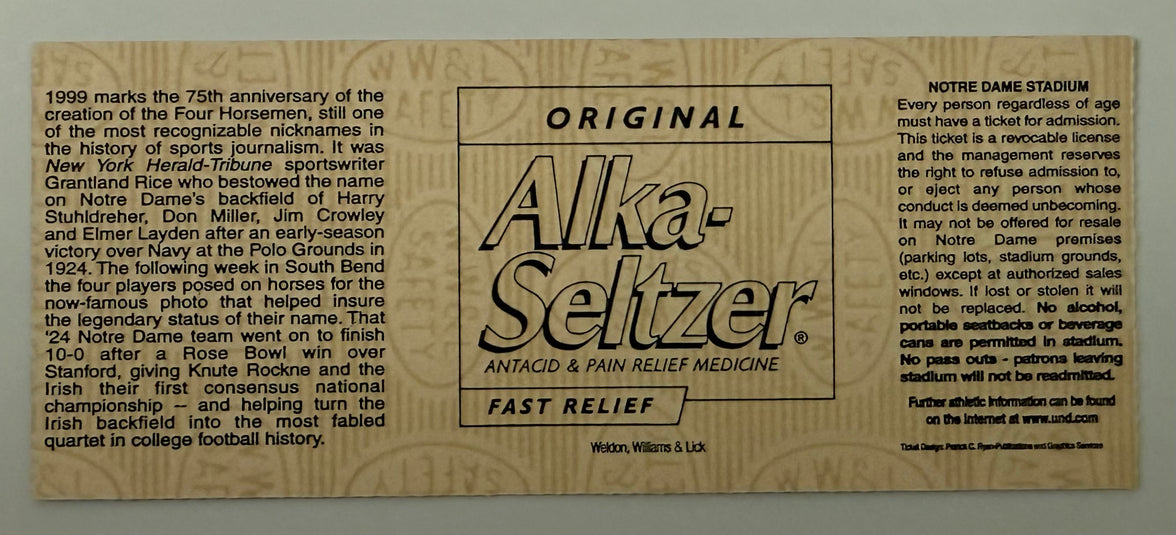 1999 marks the 75th anniversary of the
creation of the Four Horsemen, still one
of the most recognizable nicknames in
the history of sports journalism. It was
New York Herald-Tribune sportswriter
Grantland Rice who bestowed the name
on Notre Dame's backfield of Harry
Stuhldreher, Don Miller, Jim Crowley
and Elmer Layden after an early-season
victory over Navy at the Polo Grounds in
1924. The following week in South Bend
the four players posed on horses for the
now-famous photo that helped insure
the legendary status of their name. That
'24 Notre Dame team went on to finish
10-0 after a Rose Bowl win over
Stanford, giving Knute Rockne and the
Irish their first consensus national
championship – and helping turn the
Irish backfield into the most fabled
quartet in college football history.
ORIGINAL
Alka-
Seltzer®
ANTACID & PAIN RELIEF MEDICINE
FAST RELIEF
Weldon, Williams & Lick
NOTRE DAME STADIUM
Every person regardless of age
must have a ticket for admission.
This ticket is a revocable license
and the management reserves
the right to refuse admission to,
or eject any person whose
conduct is deemed unbecoming.
It may not be offered for resale
on Notre Dame premises
(parking lots, stadium grounds,
etc.) except at authorized sales
windows. If lost or stolen it will
not be replaced. No alcohol,
portable seatbacks or beverage
cans are permitted in stadium.
No pass outs - patrons leaving
stadium will not be readmitted.
Further athletic information can be found
on the Internet at www.und.com
Ticket Design: Patrick C. Ryan-Publications and Graphics Services